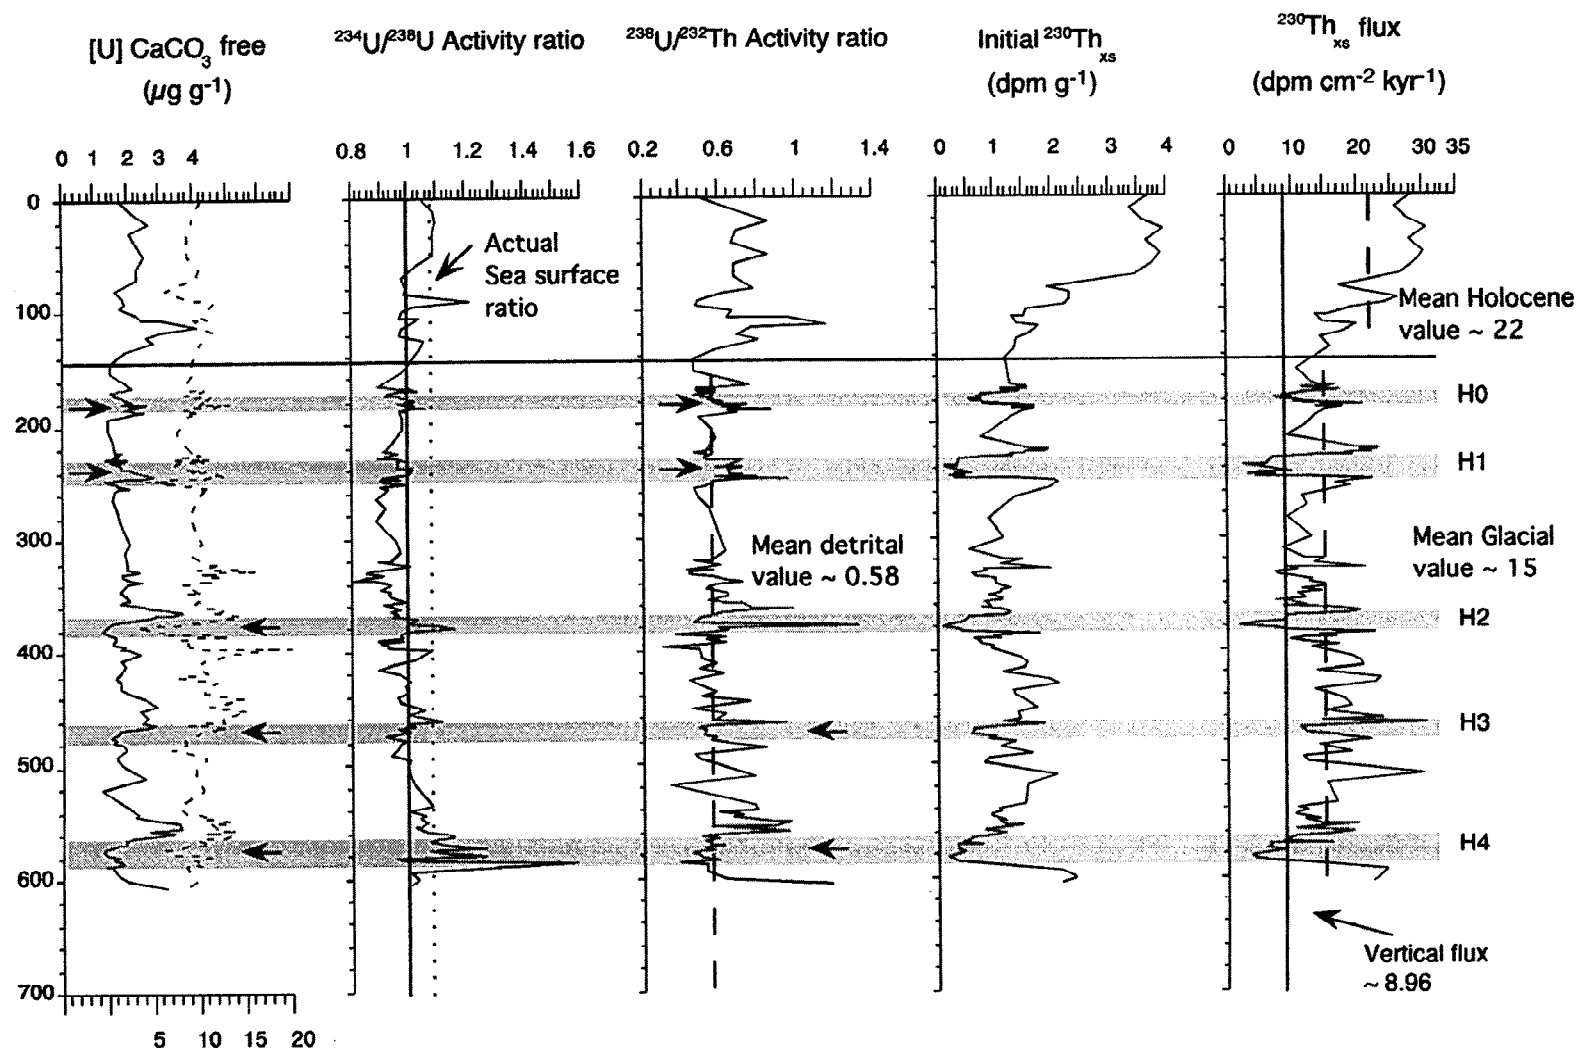 [U] CaCO3 free
(µg g-1)
234U/238U Activity ratio
238U/232Th Activity ratio
Initial 230Thxs
(dpm g-1)
230Thxs flux
(dpm cm-2 kyr-1)
0 1 2 3 4
0.8 1 1.2 1.4 1.6
0.2 0.6 1 1.4
0 1 2 3 4
0 10 20 30 35
0
100
200
300
400
500
600
700
5 10 15 20
Actual
Sea surface
ratio
Mean detrital
value ~ 0.58
Mean Holocene
value ~ 22
H0
H1
Mean Glacial
value ~ 15
H2
H3
H4
Vertical flux
~ 8.96